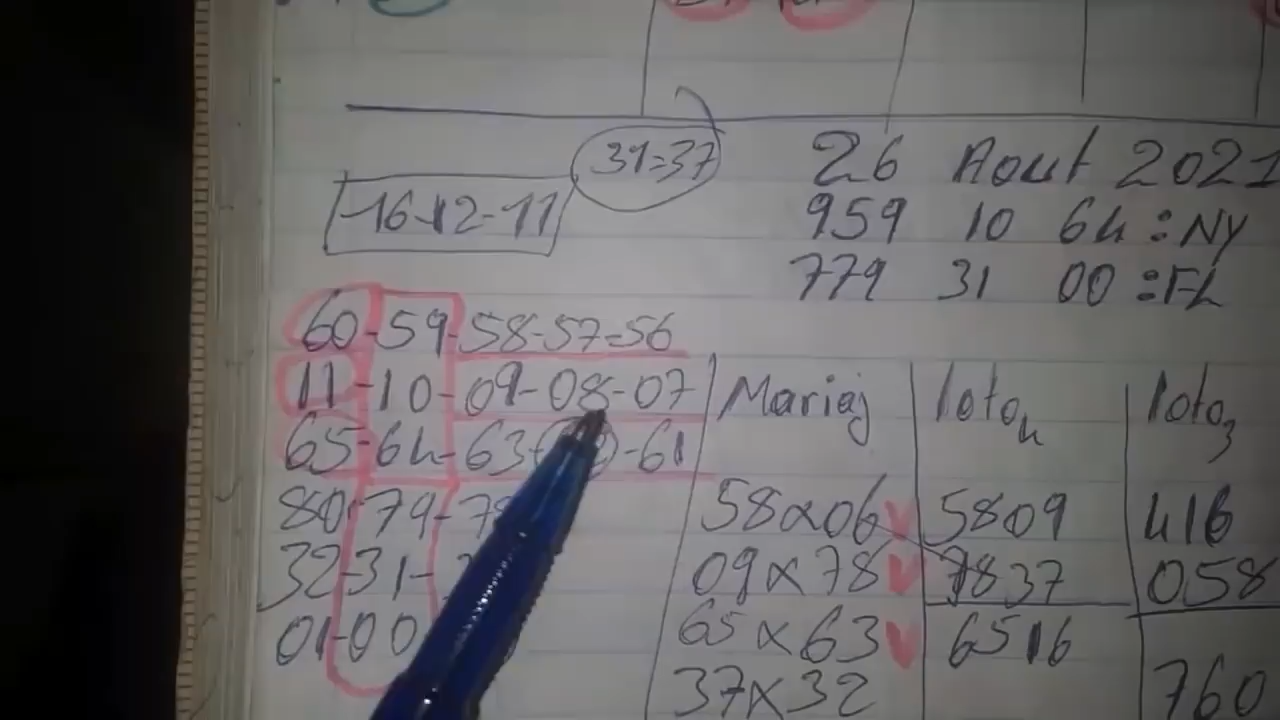 31=37
-16-12-11
26 Aout 2021
959 10 64 : NY
779 31 00 : FL
60-59-58-57-56
11-10-09-08-07
65-64-63- -61
80-79-
32-31-
01-00
Mariaj loto4 loto3
58x06 5809 416
09x78 7837 058
65x63 6516
37x32 760